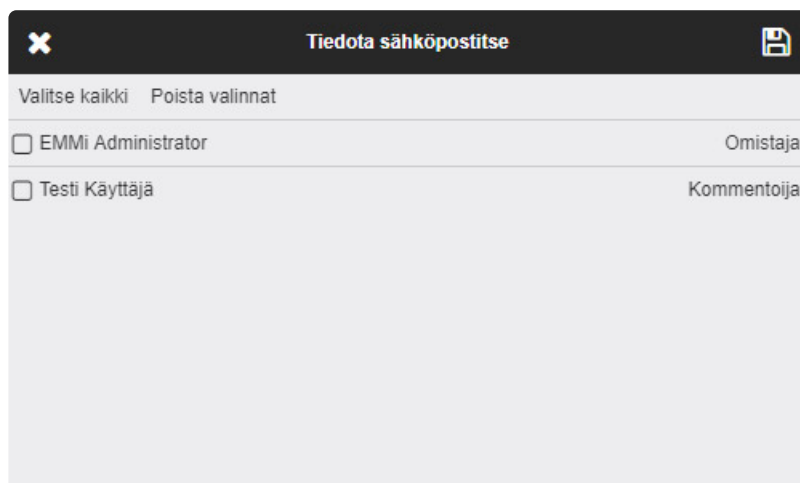 Tiedota sähköpostitse
Valitse kaikki Poista valinnat
EMMi Administrator Omistaja
Testi Käyttäjä Kommentoija